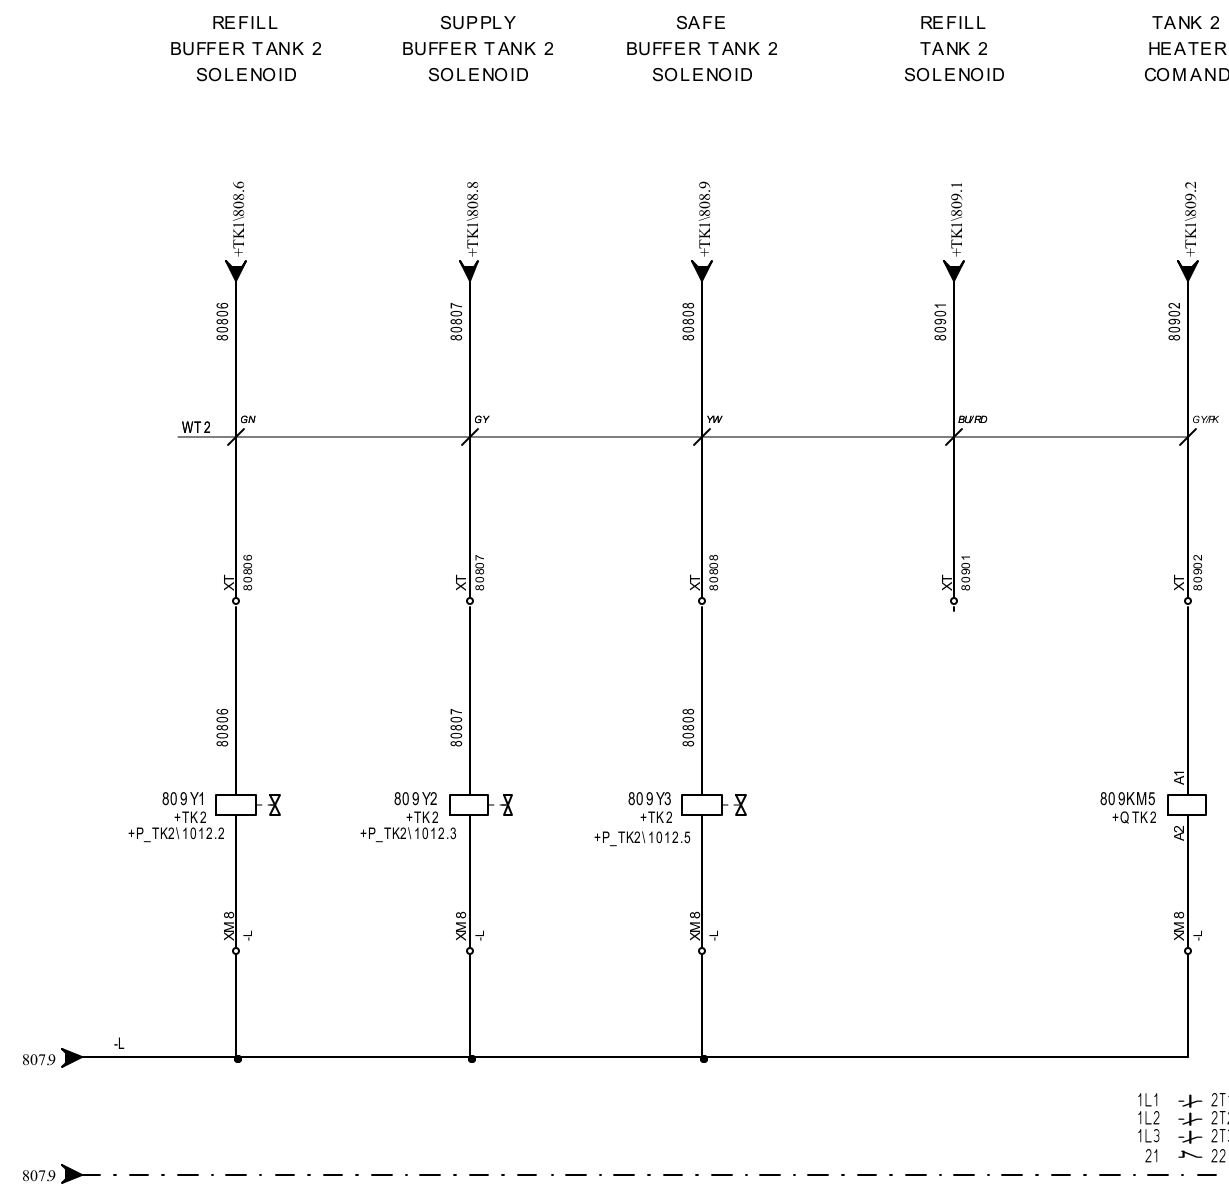 REFILL
BUFFER TANK 2
SOLENOID
SUPPLY
BUFFER TANK 2
SOLENOID
SAFE
BUFFER TANK 2
SOLENOID
REFILL
TANK 2
SOLENOID
TANK 2
HEATER
COMAND
+TK1\808.6
+TK1\808.8
+TK1\808.9
+TK1\809.1
+TK1\809.2
80806
80807
80808
80901
80902
WT2
GN
GY
YW
BU/RD
GY/PK
XT
80806
XT
80807
XT
80808
XT
80901
XT
80902
80806
80807
80808
809Y1
+TK2
+P_TK2\1012.2
809Y2
+TK2
+P_TK2\1012.3
809Y3
+TK2
+P_TK2\1012.5
A1
809KM5
+QTK2
A2
XM8
-L
XM8
-L
XM8
-L
XM8
-L
807.9
-L
1L1 2T1
1L2 2T2
1L3 2T3
21 22
807.9